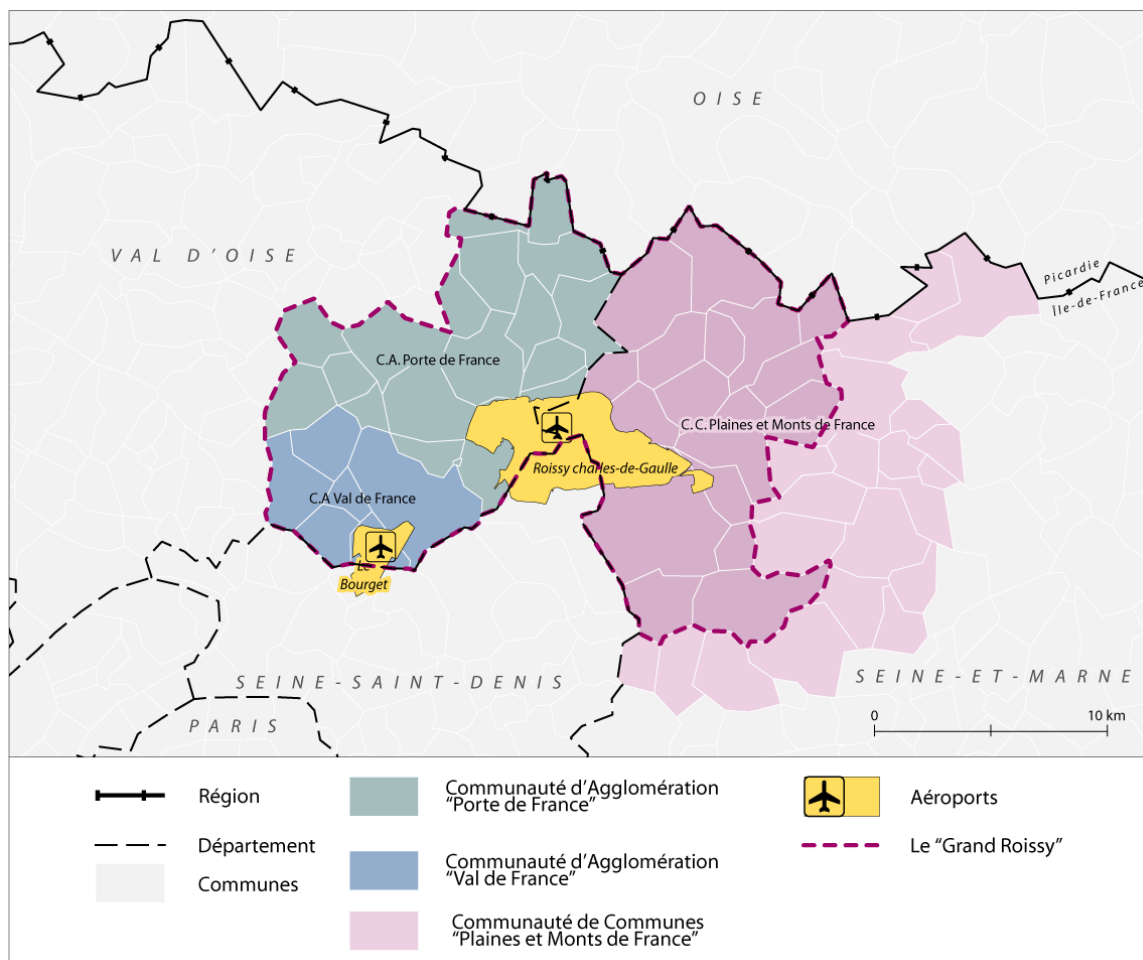 OISE
VAL D’OISE
Picardie
Île-de-France
C.A. Porte de France
C.C. Plaines et Monts de France
Roissy charles-de-Gaulle
C.A Val de France
Le
Bourget
SEINE-SAINT-DENIS
SEINE-ET-MARNE
PARIS
0 10 km
Région
Département
Communes
Communauté d’Agglomération
“Porte de France”
Communauté d’Agglomération
“Val de France”
Communauté de Communes
“Plaines et Monts de France”
Aéroports
Le “Grand Roissy”